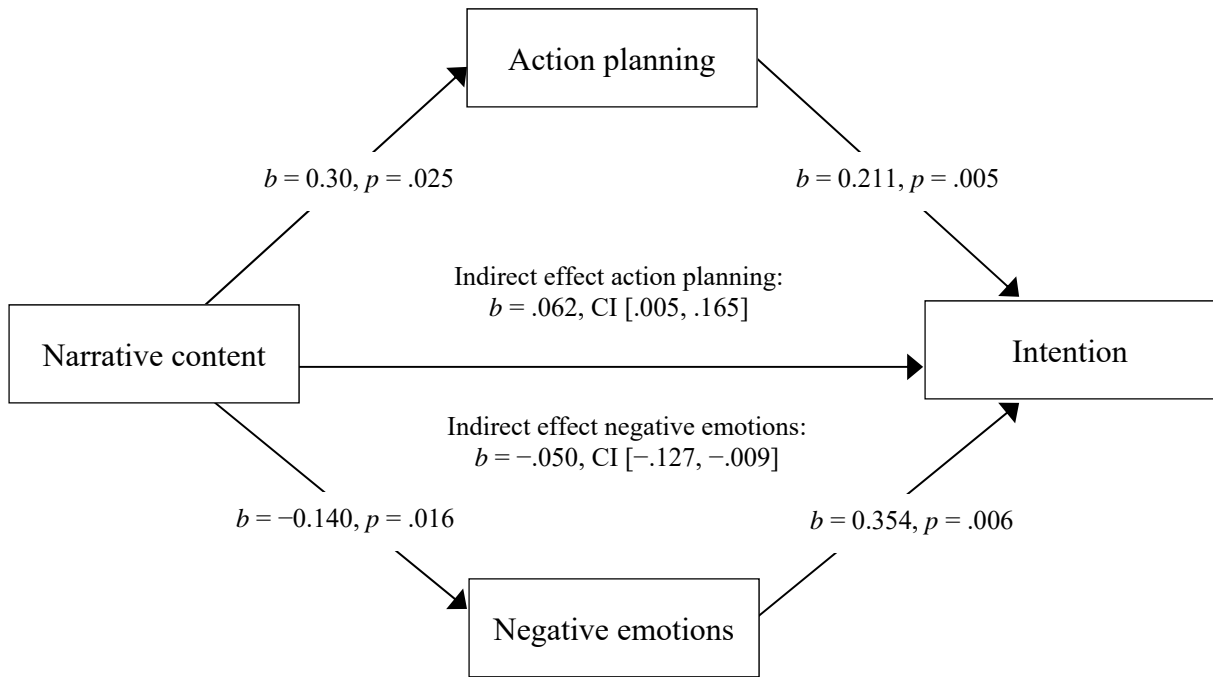 Action planning
b = 0.30, p = .025
b = 0.211, p = .005
Indirect effect action planning:
b = .062, CI [.005, .165]
Narrative content
Intention
Indirect effect negative emotions:
b = −.050, CI [−.127, −.009]
b = −0.140, p = .016
b = 0.354, p = .006
Negative emotions